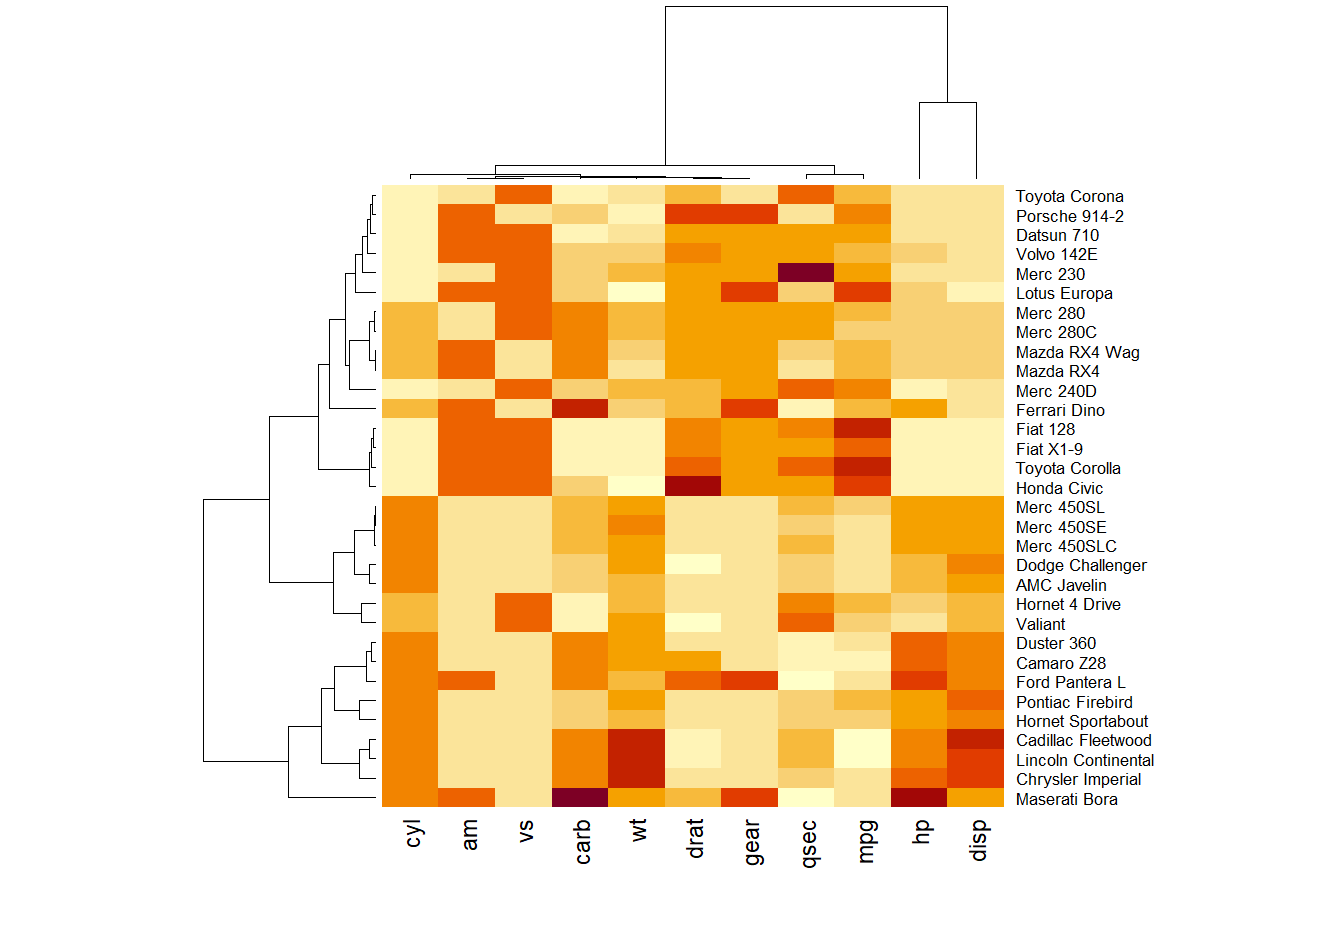 Toyota Corona
Porsche 914-2
Datsun 710
Volvo 142E
Merc 230
Lotus Europa
Merc 280
Merc 280C
Mazda RX4 Wag
Mazda RX4
Merc 240D
Ferrari Dino
Fiat 128
Fiat X1-9
Toyota Corolla
Honda Civic
Merc 450SL
Merc 450SE
Merc 450SLC
Dodge Challenger
AMC Javelin
Hornet 4 Drive
Valiant
Duster 360
Camaro Z28
Ford Pantera L
Pontiac Firebird
Hornet Sportabout
Cadillac Fleetwood
Lincoln Continental
Chrysler Imperial
Maserati Bora
cyl
am
vs
carb
wt
drat
gear
qsec
mpg
hp
disp